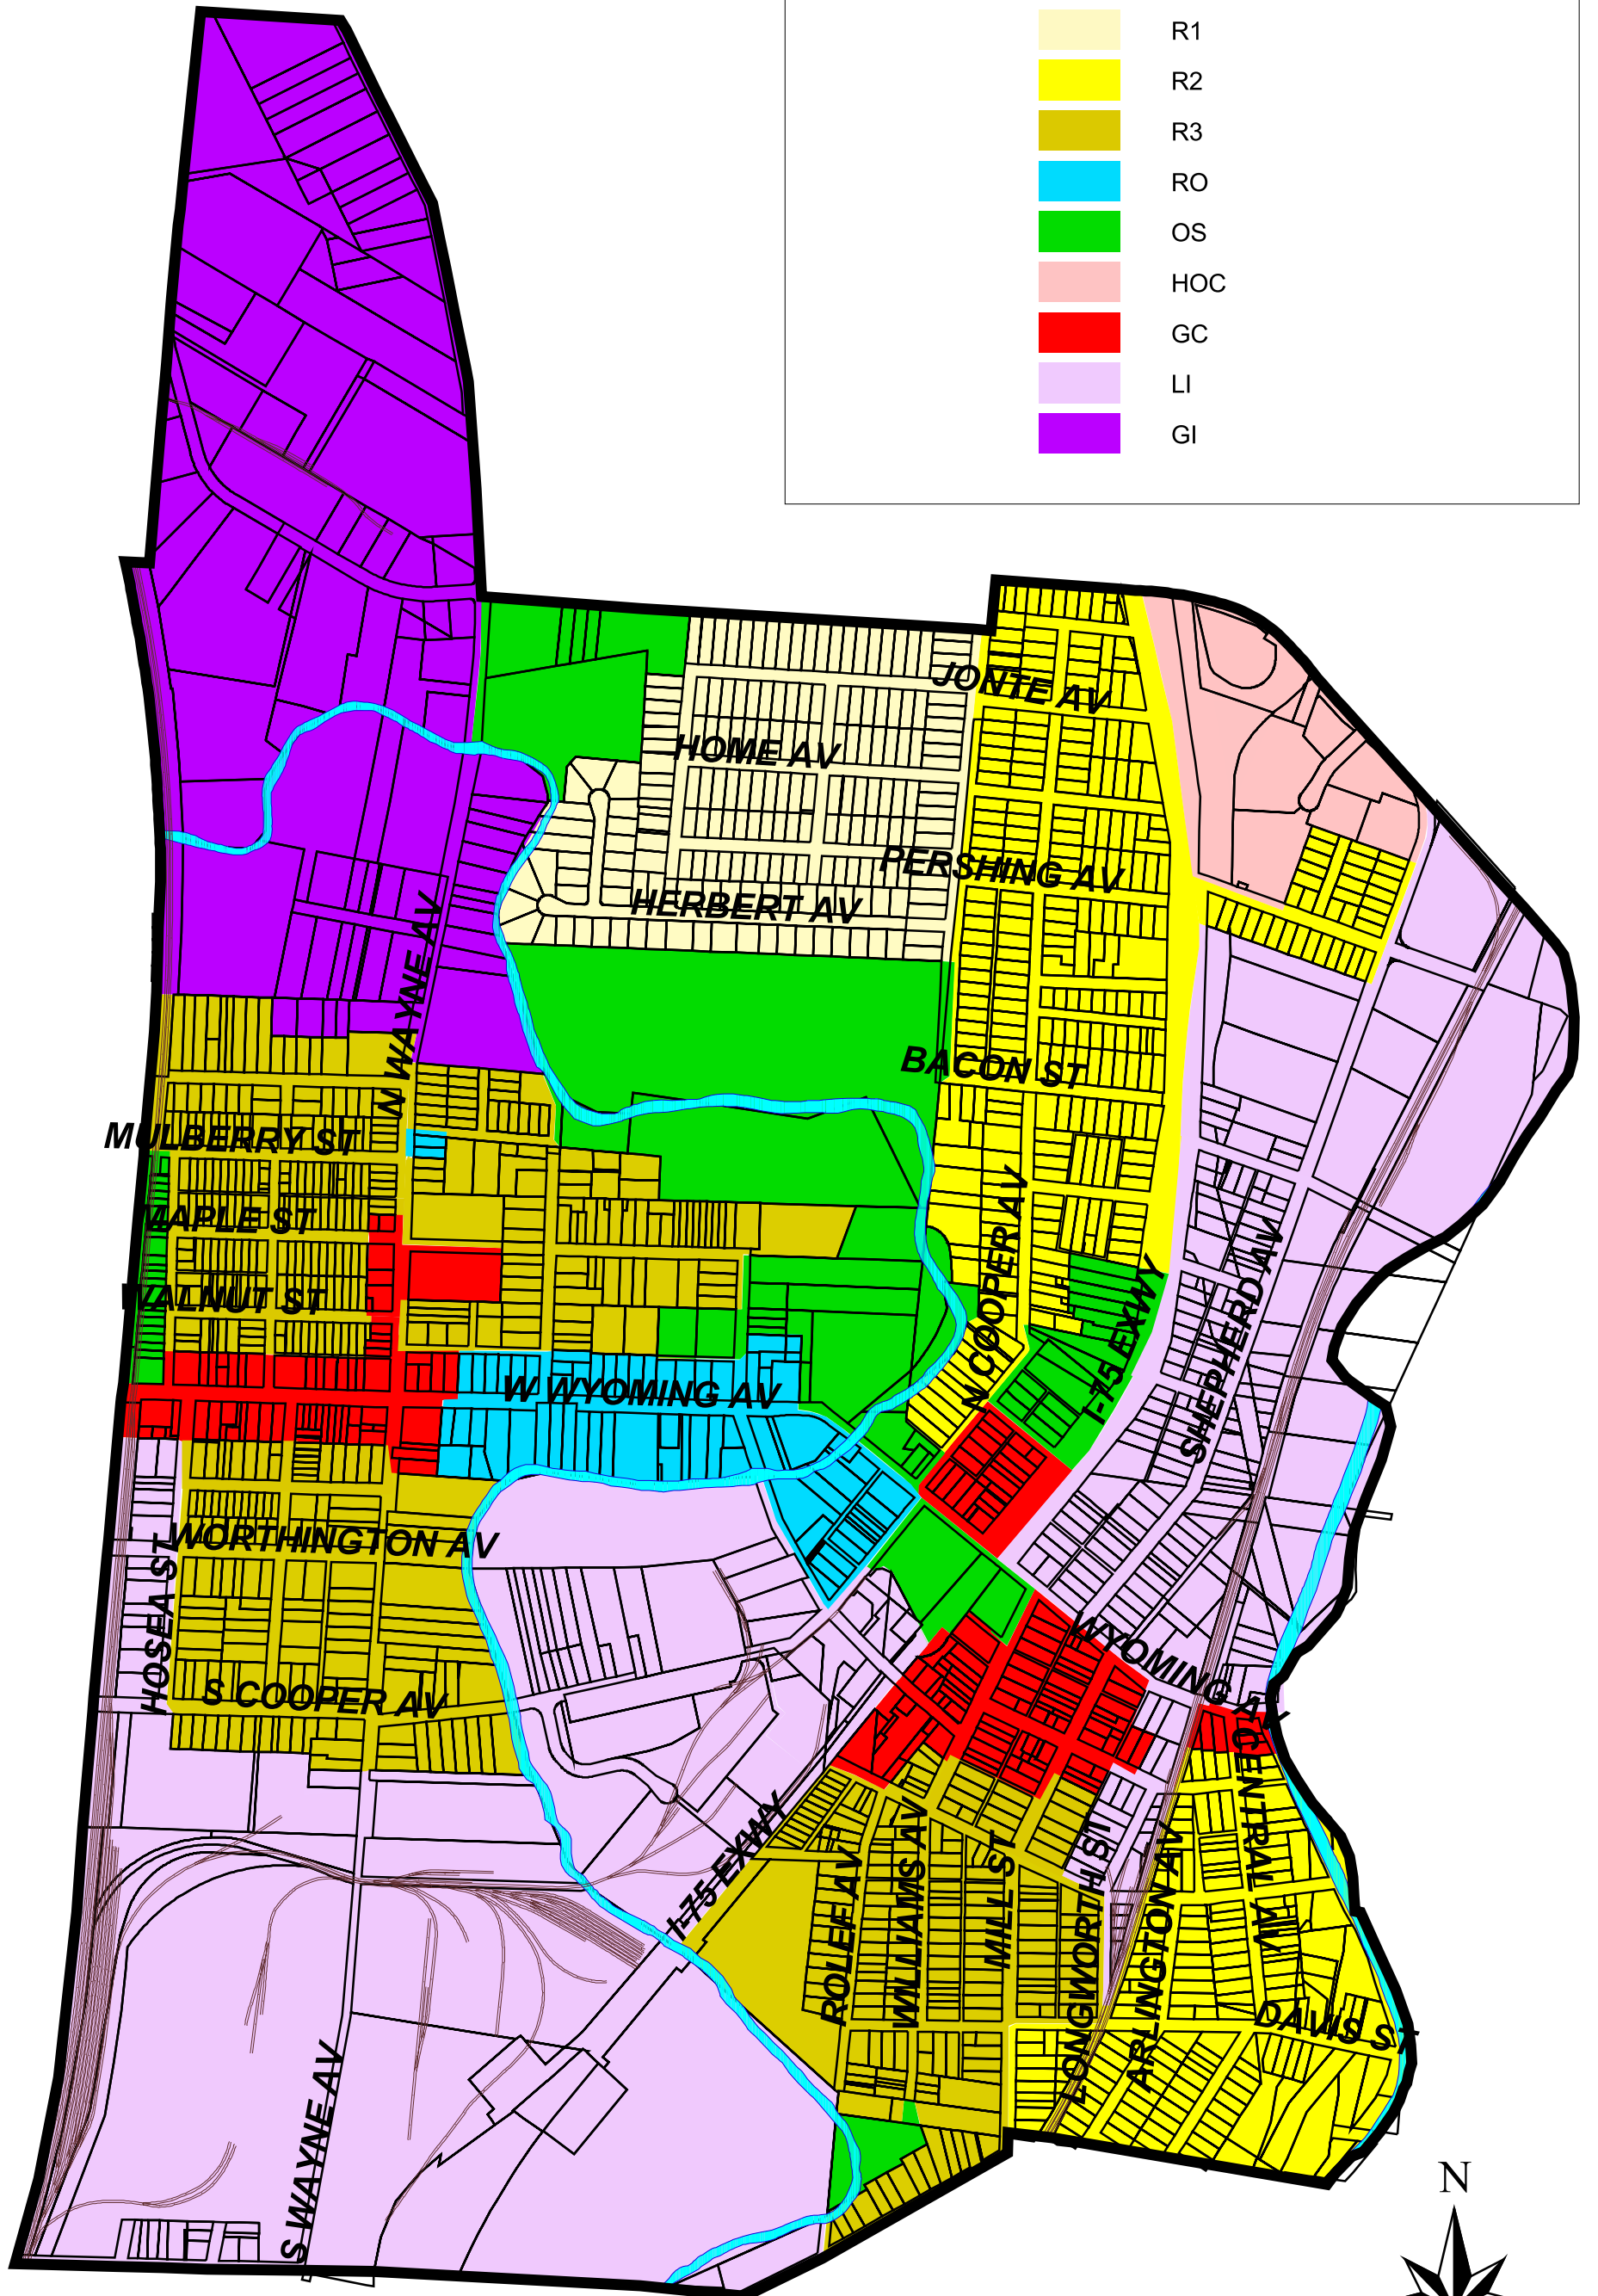 R1
R2
R3
RO
OS
HOC
GC
LI
GI
JONTE AV
HOME AV
PERSHING AV
HERBERT AV
N WAYNE AV
BACON ST
MULBERRY ST
MAPLE ST
N COOPER AV
WALNUT ST
I-75 EXWY
SHEPHERD AV
W WYOMING AV
WORTHINGTON AV
HOSEA ST
S COOPER AV
WYOMING AV
CENTRAL AV
I-75 EXWY
ROLEF AV
WILLIAMS AV
MILL ST
LONGWORTH ST
ARLINGTON AV
DAVIS ST
S WAYNE AV
N